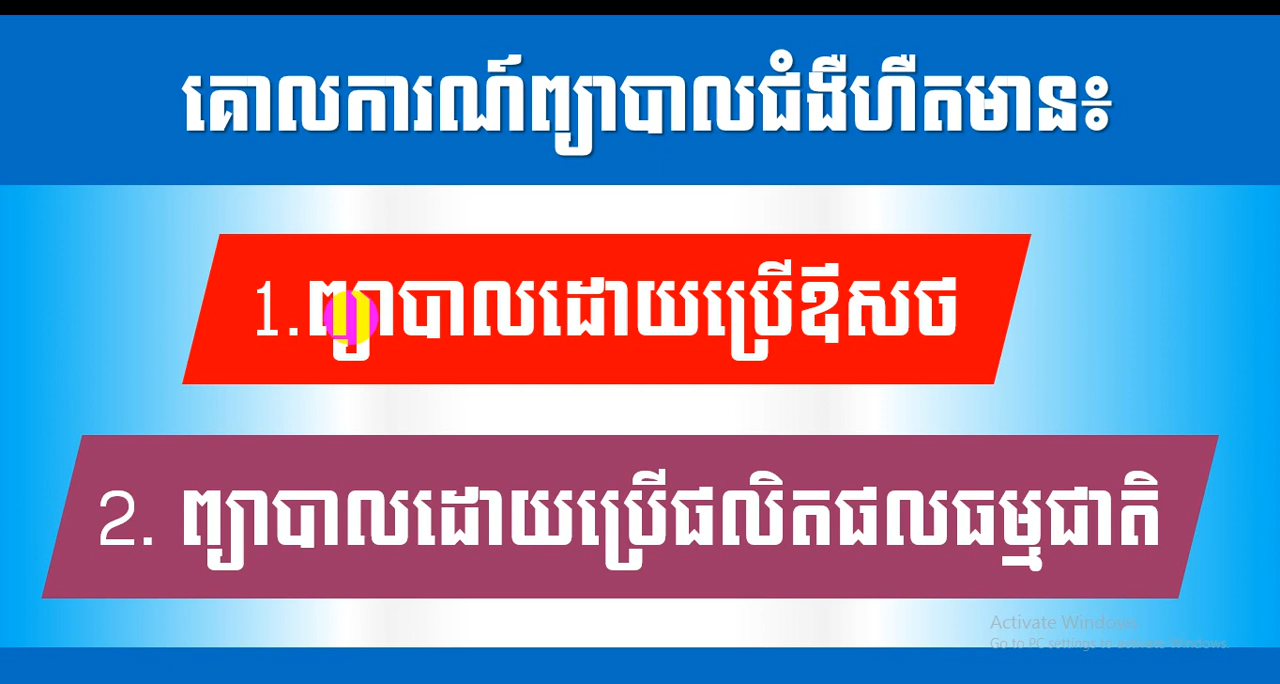 គោលការណ៍ព្យាបាលជំងឺហឺតមាន៖
1.ព្យាបាលដោយប្រើឪសថ
2. ព្យាបាលដោយប្រើផលិតផលធម្មជាតិ
Activate Windows
Go to PC settings to activate Windows.